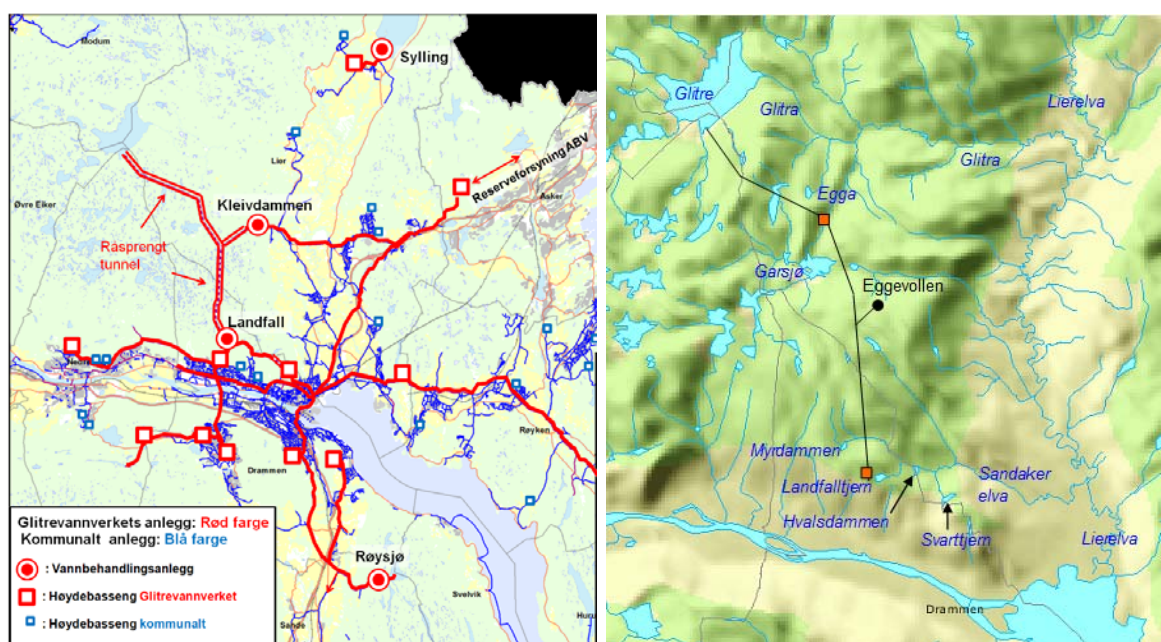 Modum
Sylling
Lier
Reserveforsyning ABV
Asker
Øvre Eiker
Kleivdammen
Råsprengt
tunnel
Landfall
Nedre
Røyken
Drammen
Røysjø
Svelvik
Sande
Huru
Glitrevannverkets anlegg: Rød farge
Kommunalt anlegg: Blå farge
: Vannbehandlingsanlegg
: Høydebasseng Glitrevannverket
: Høydebasseng kommunalt
Glitre
Glitra
Lierelva
Glitra
Egga
Garsjø
Eggevollen
Myrdammen
Landfalltjern
Sandaker
elva
Hvalsdammen
Svarttjern
Lierelva
Drammen